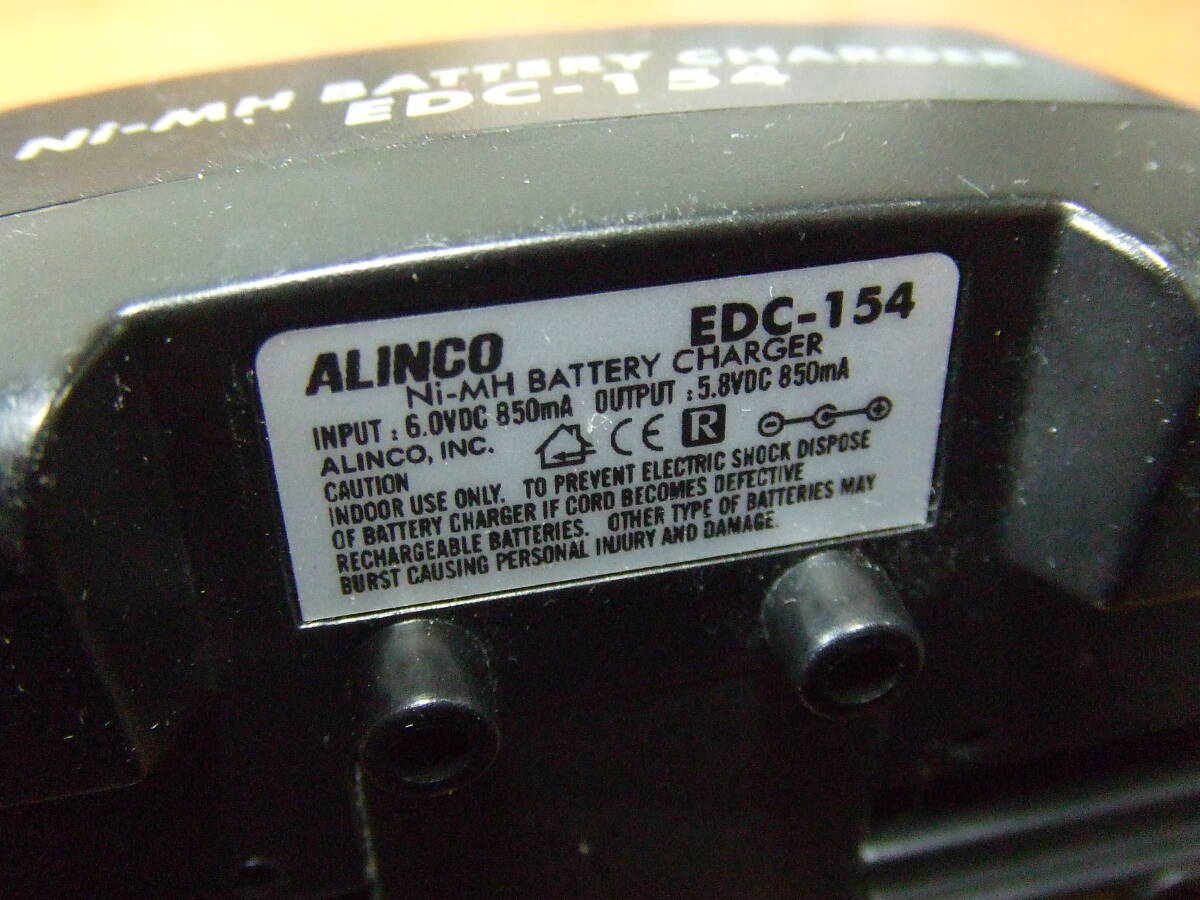 Ni-MH BATTERY CHARGER
EDC-154
ALINCO EDC-154
Ni-MH BATTERY CHARGER
INPUT : 6.0VDC 850mA OUTPUT : 5.8VDC 850mA
ALINCO, INC. CE R
CAUTION
INDOOR USE ONLY. TO PREVENT ELECTRIC SHOCK DISPOSE
OF BATTERY CHARGER IF CORD BECOMES DEFECTIVE
RECHARGEABLE BATTERIES. OTHER TYPE OF BATTERIES MAY
BURST CAUSING PERSONAL INJURY AND DAMAGE.